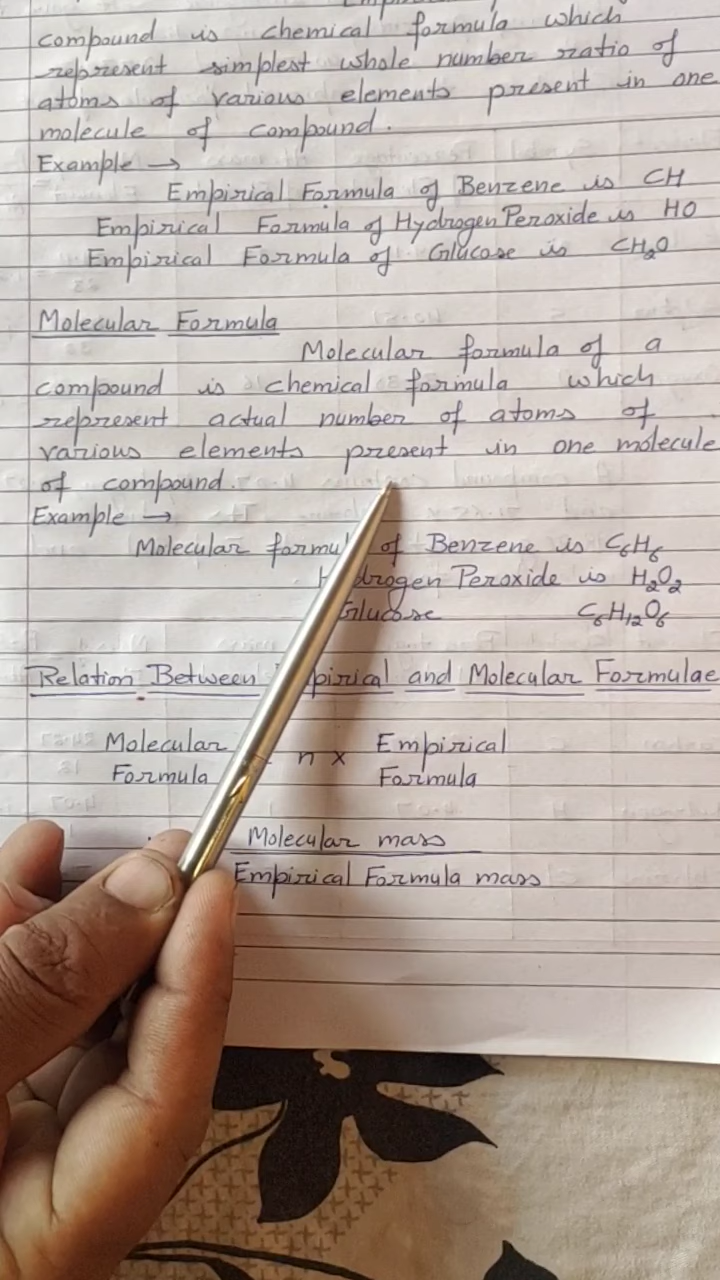 compound is chemical formula which
represent simplest whole number ratio of
atoms of various elements present in one
molecule of compound.
Example →
Empirical Formula of Benzene is CH
Empirical Formula of Hydrogen Peroxide is HO
Empirical Formula of Glucose is CH₂O
Molecular Formula
Molecular formula of a
compound is chemical formula which
represent actual number of atoms of
various elements present in one molecule
of compound.
Example →
Molecular formu of Benzene is C₆H₆
drogen Peroxide is H₂O₂
Glucose C₆H₁₂O₆
Relation Between pirical and Molecular Formulae
Molecular Formula n × Empirical Formula
Molecular mass
Empirical Formula mass